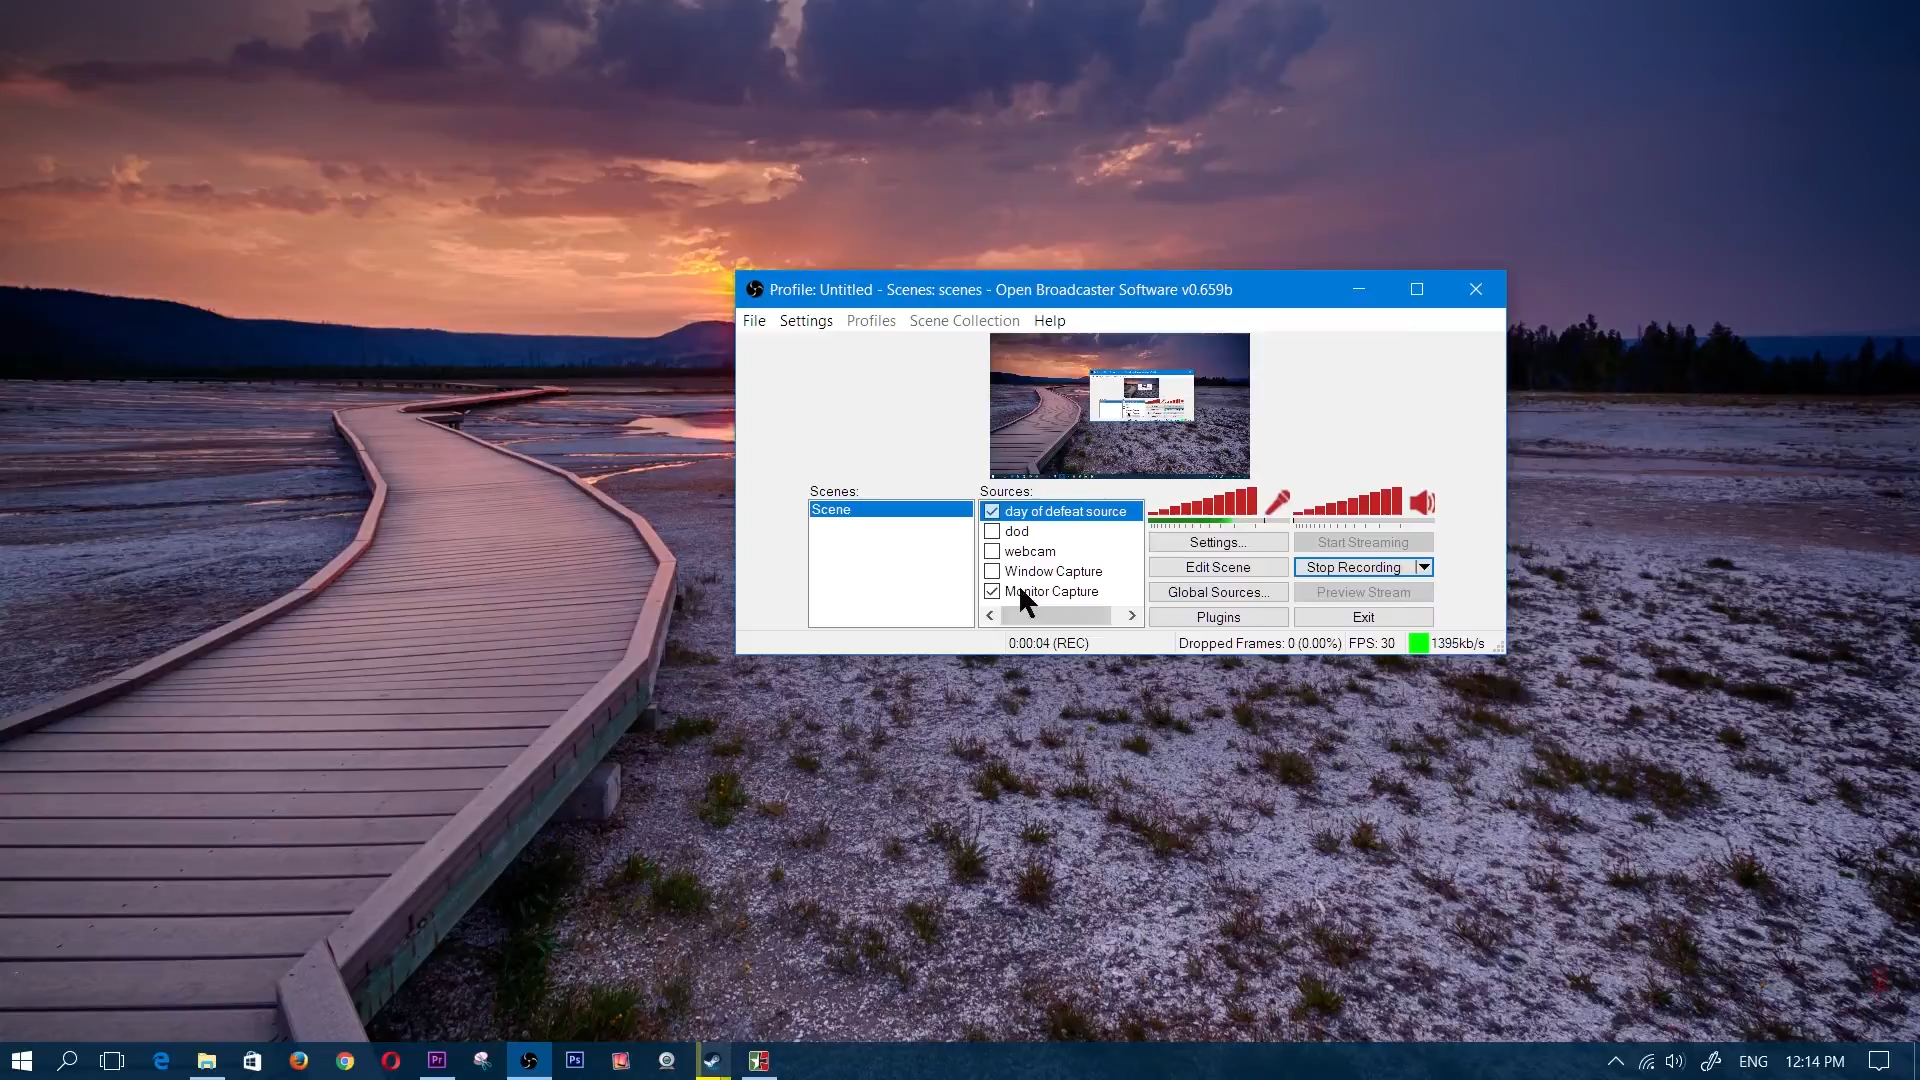 Profile: Untitled - Scenes: scenes - Open Broadcaster Software v0.659b
File Settings Profiles Scene Collection Help
Scenes:
Scene
Sources:
day of defeat source
dod
webcam
Window Capture
Monitor Capture
Settings...
Start Streaming
Edit Scene
Stop Recording
Global Sources...
Preview Stream
Plugins
Exit
0:00:04 (REC)
Dropped Frames: 0 (0.00%)
FPS: 30
1395kb/s
Pr
Ps
ENG
12:14 PM